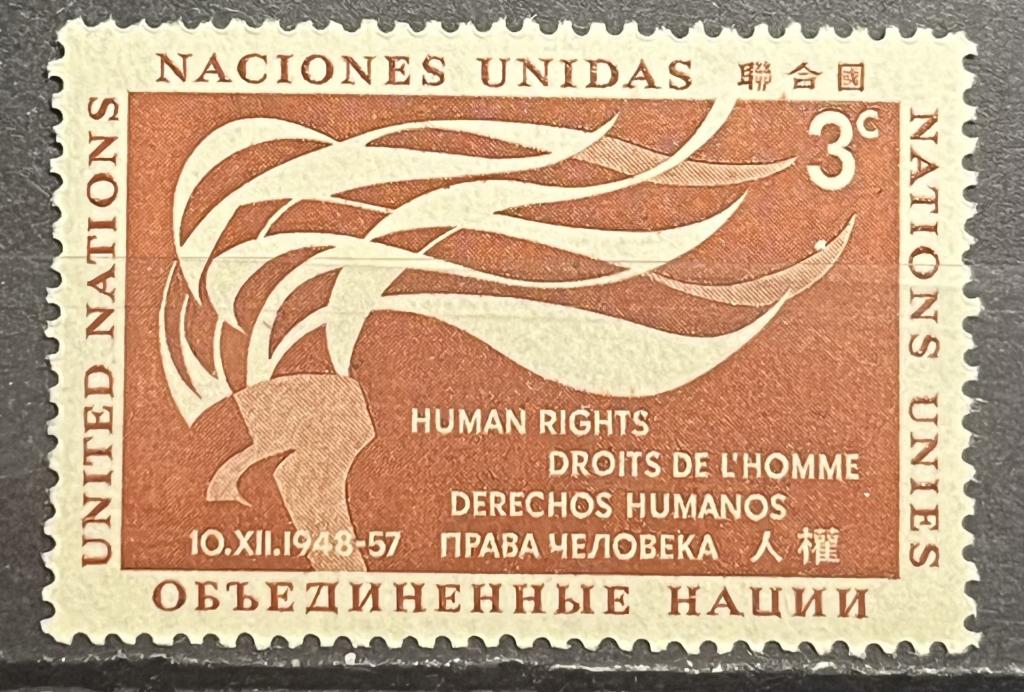 NACIONES UNIDAS 聯合國
UNITED NATIONS
3c
NATIONS UNIES
HUMAN RIGHTS
DROITS DE L'HOMME
DERECHOS HUMANOS
10.XII.1948-57 ПРАВА ЧЕЛОВЕКА 人權
ОБЪЕДИНЕННЫЕ НАЦИИ